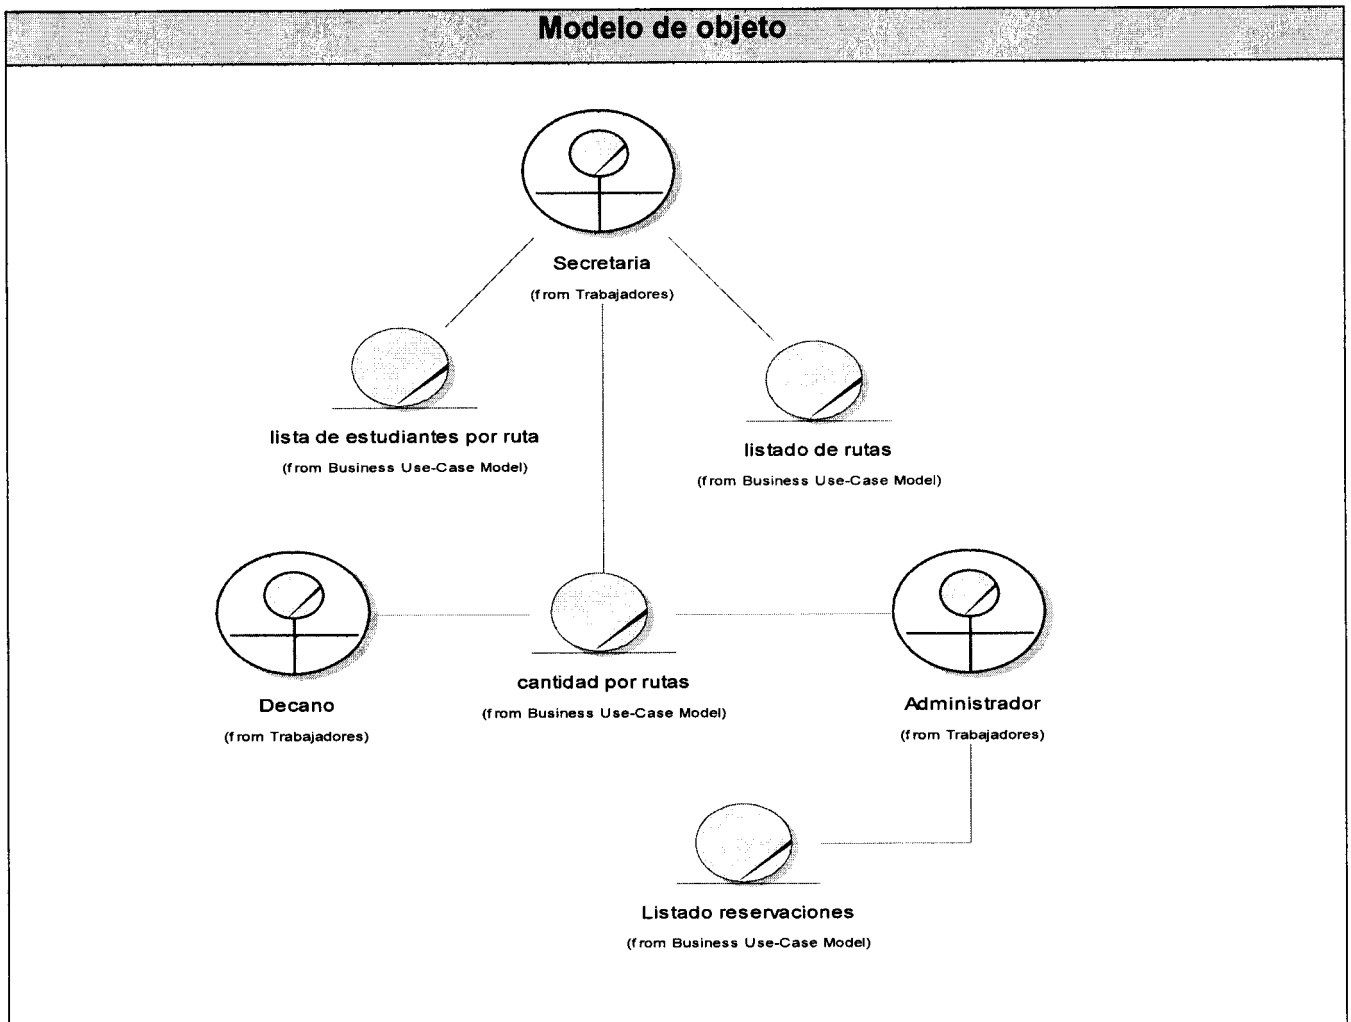 Modelo de objeto
Secretaria
(from Trabajadores)
lista de estudiantes por ruta
(from Business Use-Case Model)
listado de rutas
(from Business Use-Case Model)
Decano
(from Trabajadores)
cantidad por rutas
(from Business Use-Case Model)
Administrador
(from Trabajadores)
Listado reservaciones
(from Business Use-Case Model)